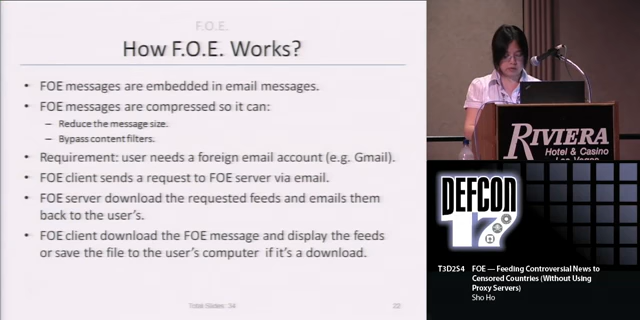 F.O.E.
How F.O.E. Works?
• FOE messages are embedded in email messages.
• FOE messages are compressed so it can:
– Reduce the message size.
– Bypass content filters.
• Requirement: user needs a foreign email account (e.g. Gmail).
• FOE client sends a request to FOE server via email.
• FOE server download the requested feeds and emails them
back to the user's.
• FOE client download the FOE message and display the feeds
or save the file to the user's computer if it's a download.
Total Slides: 34
22
RIVIERA
Hotel & Casino
Las Vegas
DEFCON
17
T3D2S4
FOE — Feeding Controversial News to
Censored Countries (Without Using
Proxy Servers)
Sho Ho